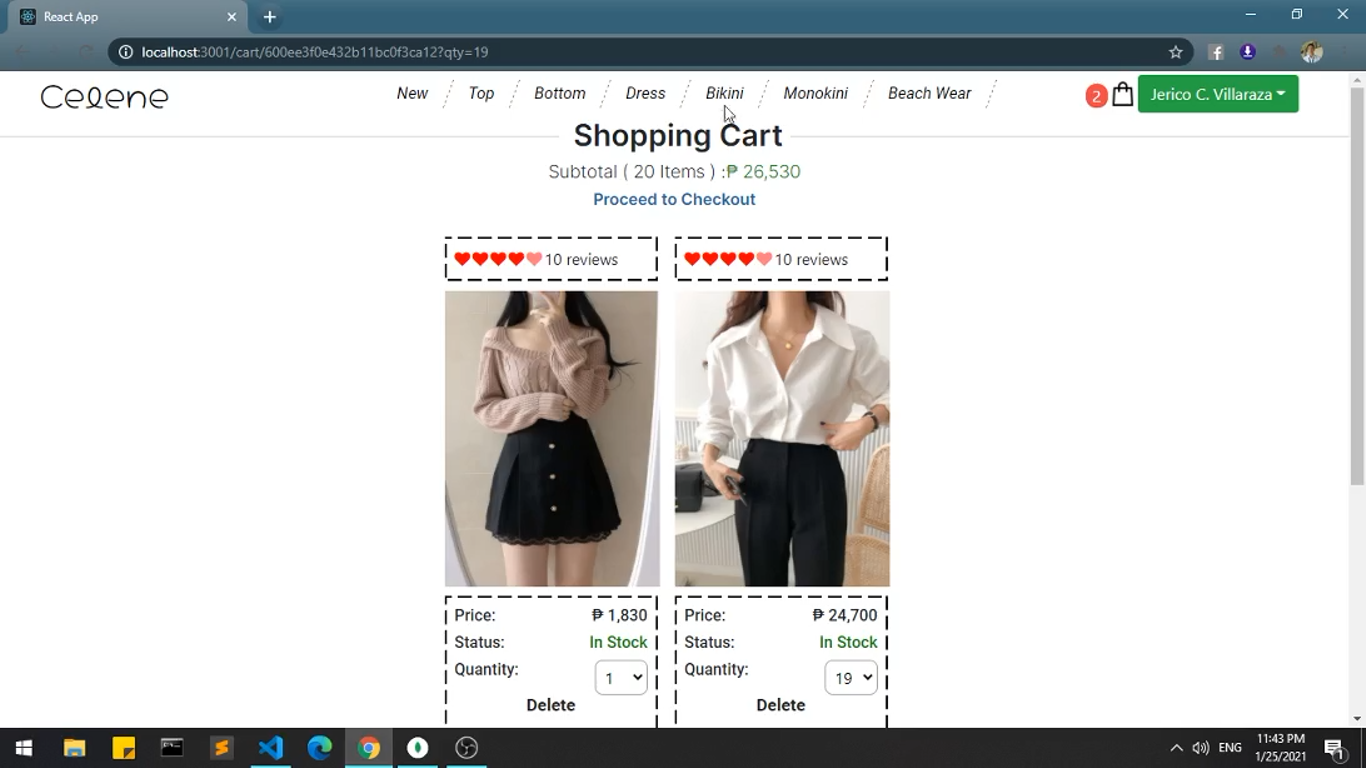 React App
localhost:3001/cart/600ee3f0e432b11bc0f3ca12?qty=19
Celene
New Top Bottom Dress Bikini Monokini Beach Wear
2
Jerico C. Villaraza
Shopping Cart
Subtotal ( 20 Items ) :₱ 26,530
Proceed to Checkout
10 reviews
10 reviews
Price: ₱ 1,830
Status: In Stock
Quantity: 1
Delete
Price: ₱ 24,700
Status: In Stock
Quantity: 19
Delete
ENG
11:43 PM
1/25/2021
1